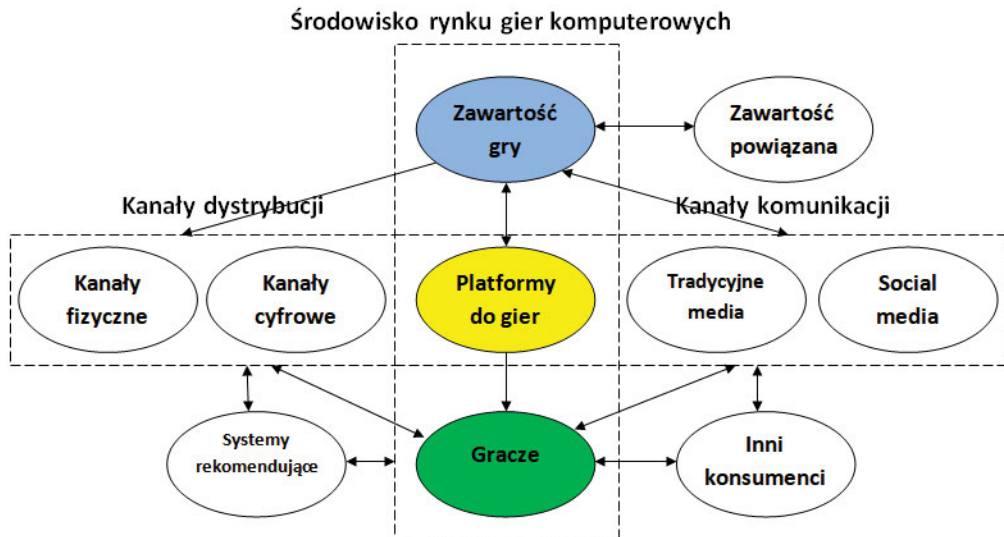 Środowisko rynku gier komputerowych
Zawartość
gry
Zawartość
powiązana
Kanały dystrybucji
Kanały komunikacji
Kanały
fizyczne
Kanały
cyfrowe
Platformy
do gier
Tradycyjne
media
Social
media
Systemy
rekomendujące
Gracze
Inni
konsumenci